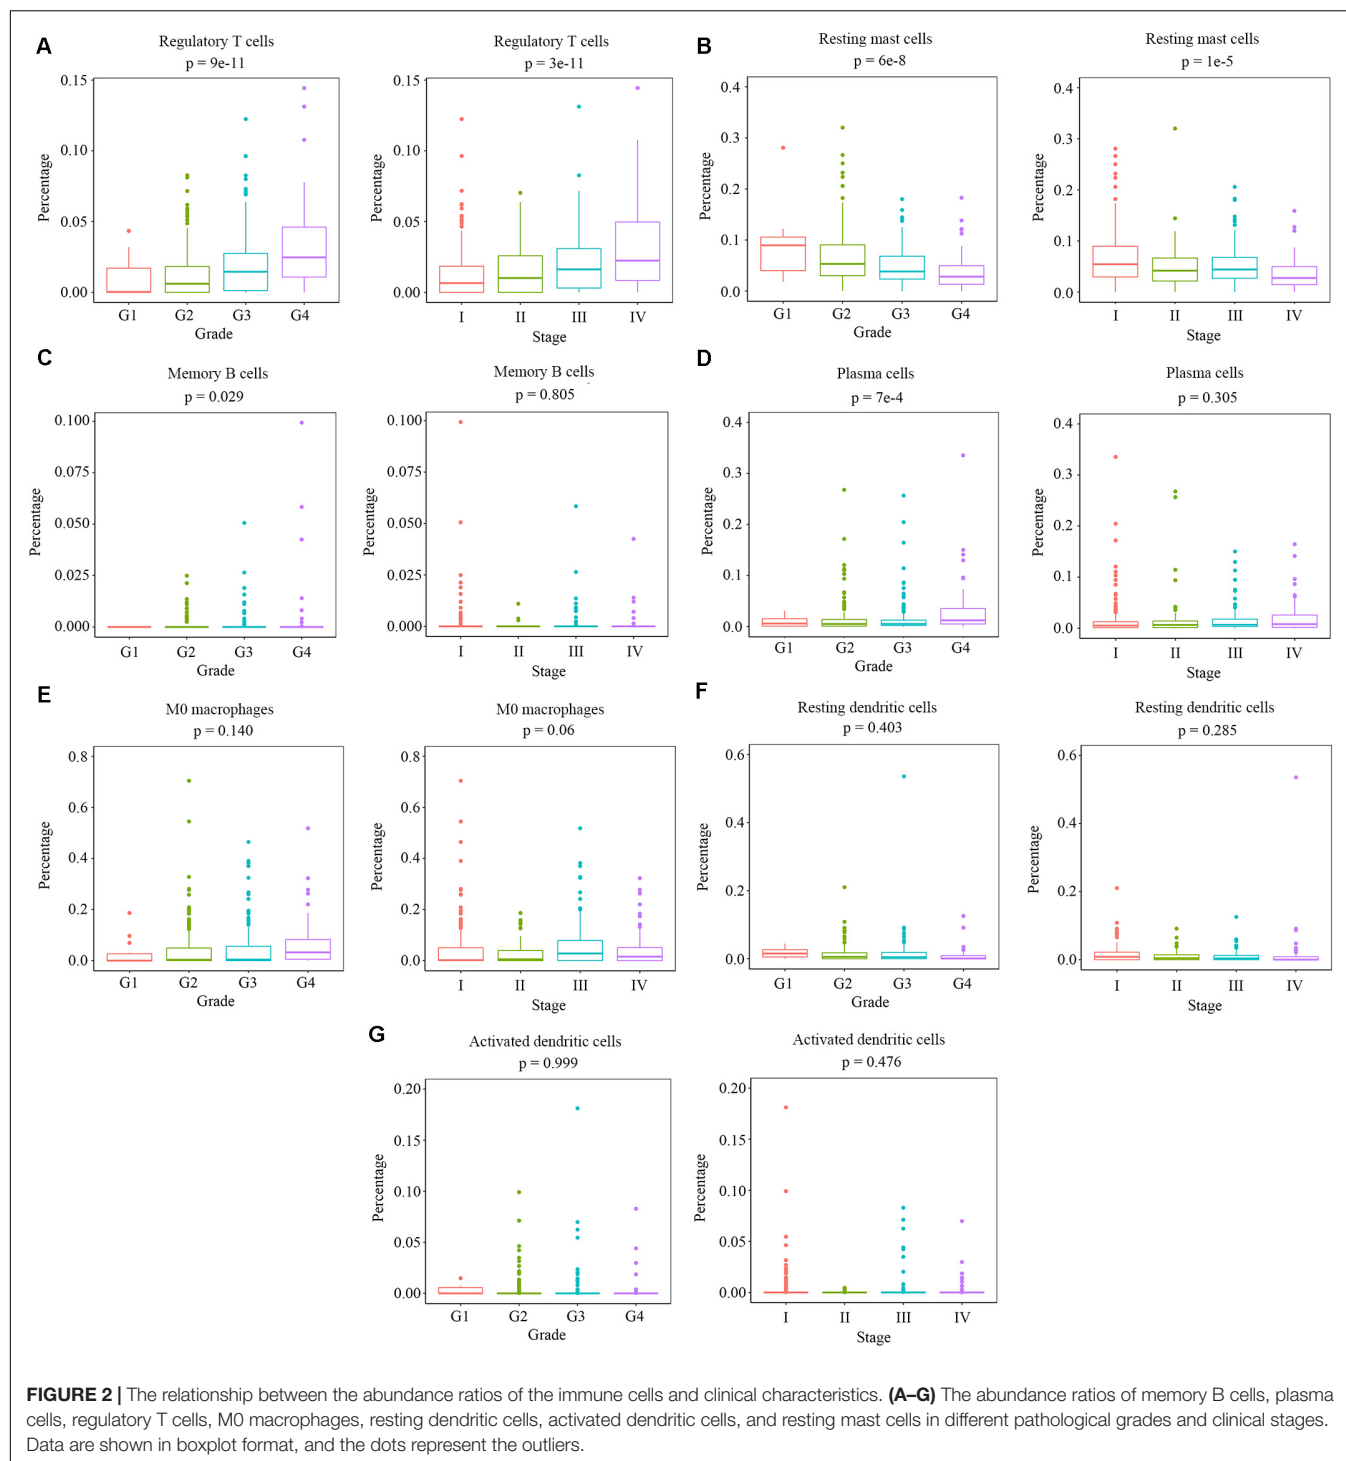 A
Regulatory T cells
p = 9e-11
Percentage
0.15
0.10
0.05
0.00
G1 G2 G3 G4
Grade
Regulatory T cells
p = 3e-11
Percentage
0.15
0.10
0.05
0.00
I II III IV
Stage
B
Resting mast cells
p = 6e-8
Percentage
0.4
0.3
0.2
0.1
0.0
G1 G2 G3 G4
Grade
Resting mast cells
p = 1e-5
Percentage
0.4
0.3
0.2
0.1
0.0
I II III IV
Stage
C
Memory B cells
p = 0.029
Percentage
0.100
0.075
0.050
0.025
0.000
G1 G2 G3 G4
Grade
Memory B cells
p = 0.805
Percentage
0.100
0.075
0.050
0.025
0.000
I II III IV
Stage
D
Plasma cells
p = 7e-4
Percentage
0.4
0.3
0.2
0.1
0.0
G1 G2 G3 G4
Grade
Plasma cells
p = 0.305
Percentage
0.4
0.3
0.2
0.1
0.0
I II III IV
Stage
E
M0 macrophages
p = 0.140
Percentage
0.8
0.6
0.4
0.2
0.0
G1 G2 G3 G4
Grade
M0 macrophages
p = 0.06
Percentage
0.8
0.6
0.4
0.2
0.0
I II III IV
Stage
F
Resting dendritic cells
p = 0.403
Percentage
0.6
0.4
0.2
0.0
G1 G2 G3 G4
Grade
Resting dendritic cells
p = 0.285
Percentage
0.6
0.4
0.2
0.0
I II III IV
Stage
G
Activated dendritic cells
p = 0.999
Percentage
0.20
0.15
0.10
0.05
0.00
G1 G2 G3 G4
Grade
Activated dendritic cells
p = 0.476
Percentage
0.20
0.15
0.10
0.05
0.00
I II III IV
Stage
FIGURE 2 | The relationship between the abundance ratios of the immune cells and clinical characteristics. (A–G) The abundance ratios of memory B cells, plasma
cells, regulatory T cells, M0 macrophages, resting dendritic cells, activated dendritic cells, and resting mast cells in different pathological grades and clinical stages.
Data are shown in boxplot format, and the dots represent the outliers.